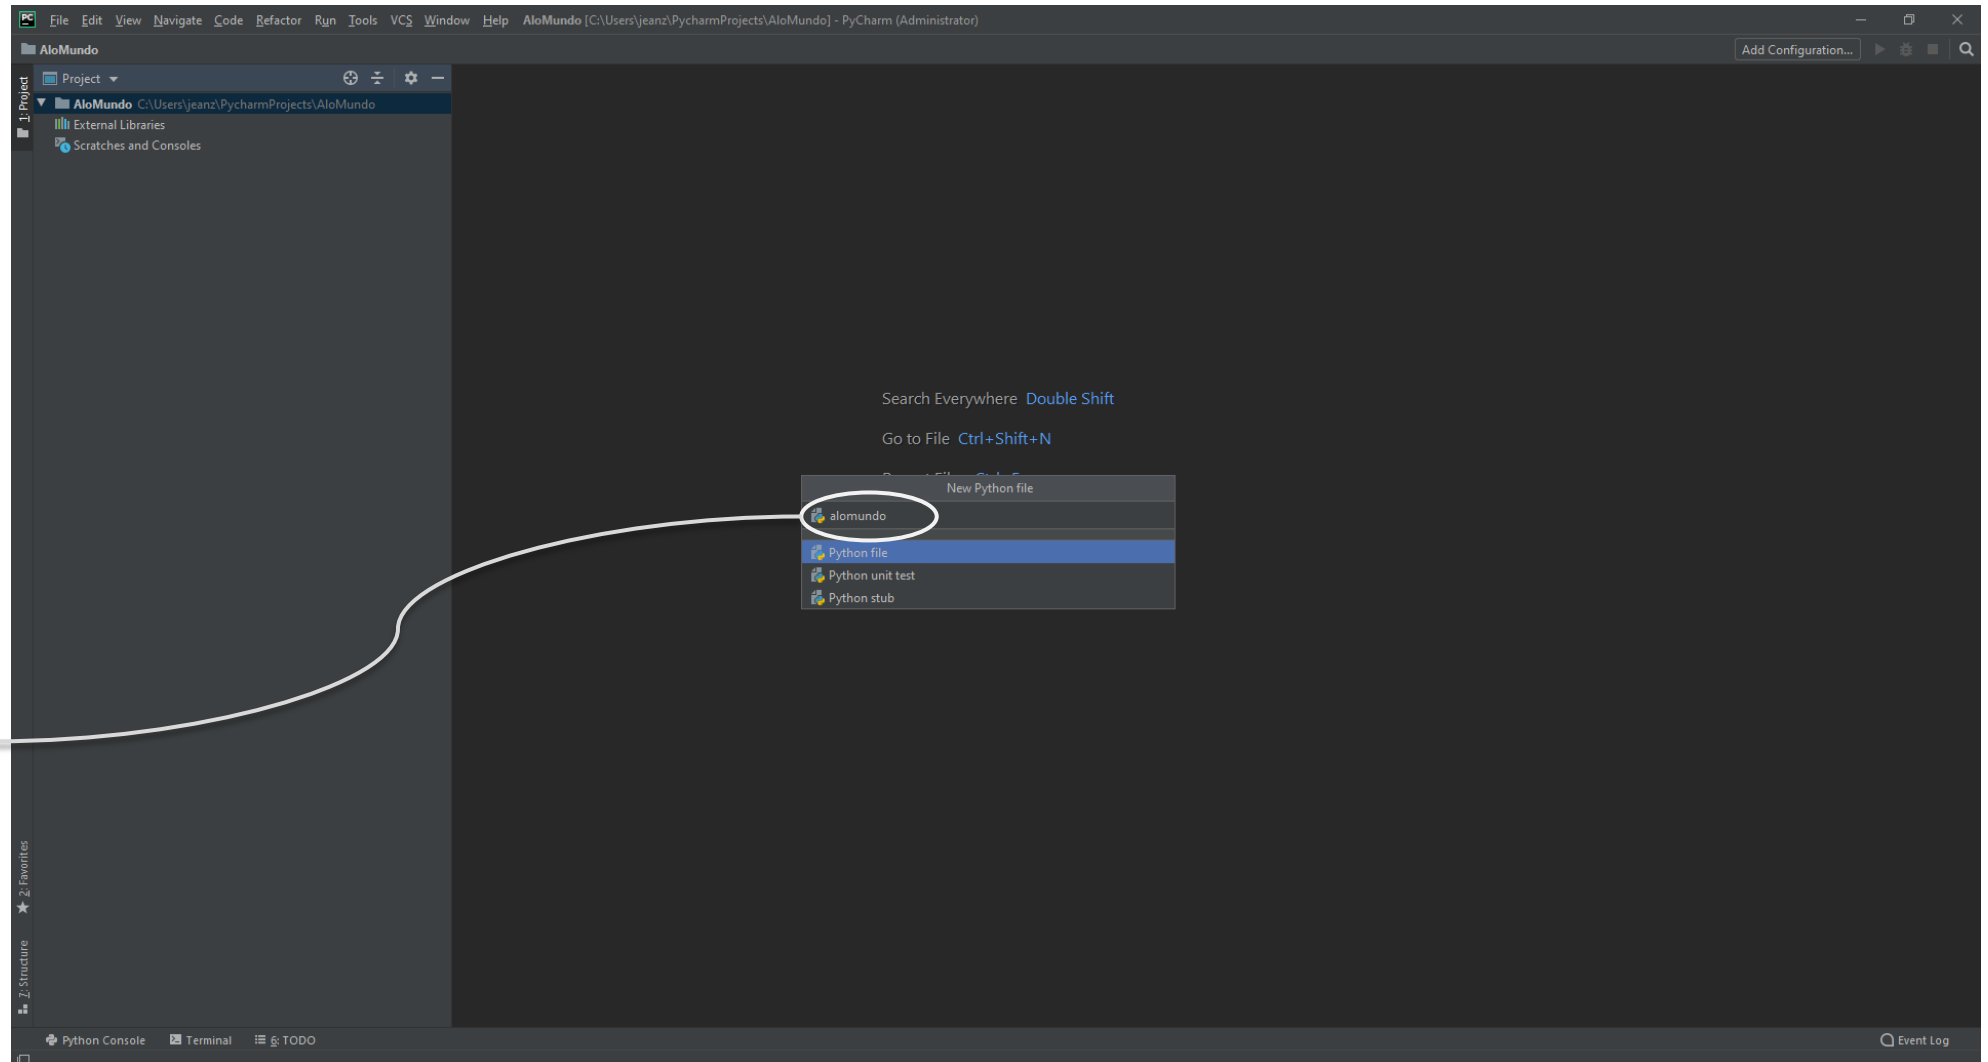 PC File Edit View Navigate Code Refactor Run Tools VCS Window Help AloMundo [C:\Users\jeanz\PycharmProjects\AloMundo] - PyCharm (Administrator)
AloMundo
Add Configuration...
1: Project
Project
AloMundo C:\Users\jeanz\PycharmProjects\AloMundo
External Libraries
Scratches and Consoles
Search Everywhere Double Shift
Go to File Ctrl+Shift+N
New Python file
alomundo
Python file
Python unit test
Python stub
2: Favorites
7: Structure
Python Console Terminal 6: TODO
Event Log